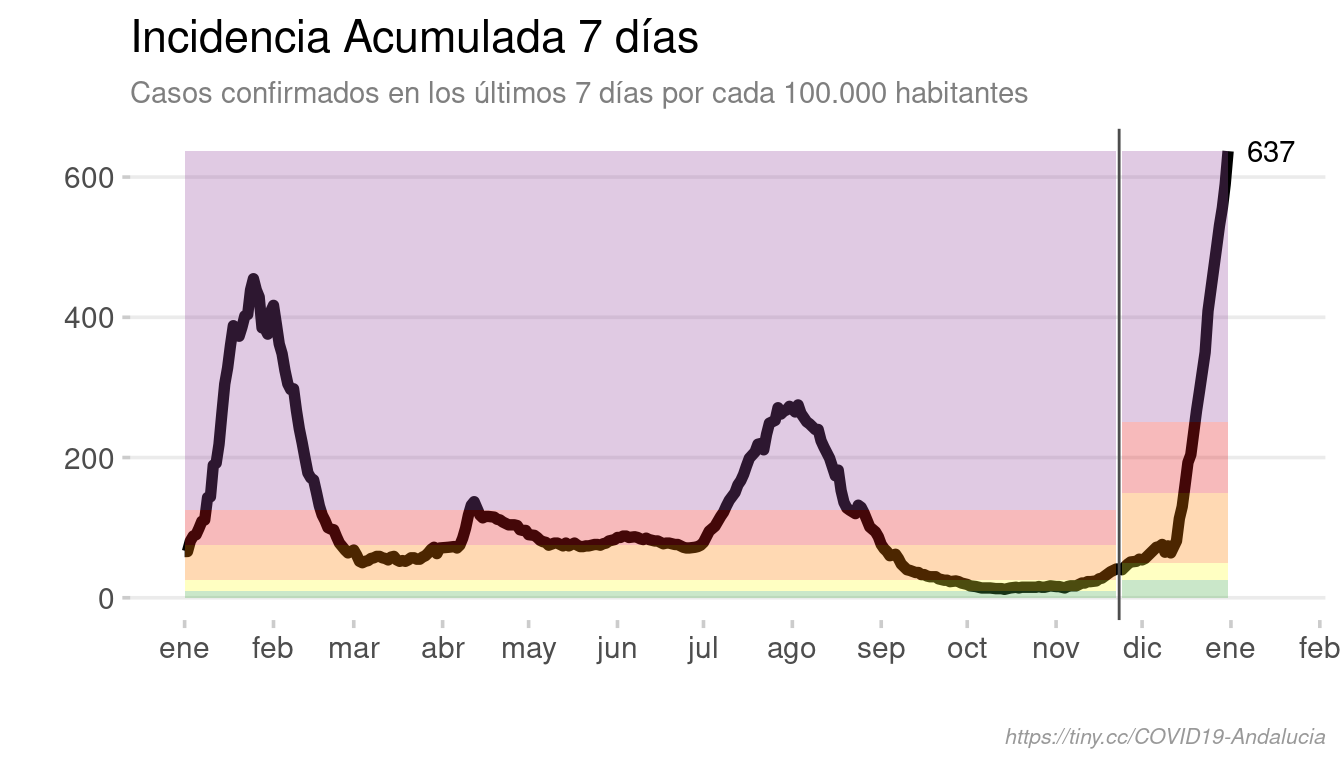 Incidencia Acumulada 7 días
Casos confirmados en los últimos 7 días por cada 100.000 habitantes
637
600
400
200
0
ene feb mar abr may jun jul ago sep oct nov dic ene feb
https://tiny.cc/COVID19-Andalucia